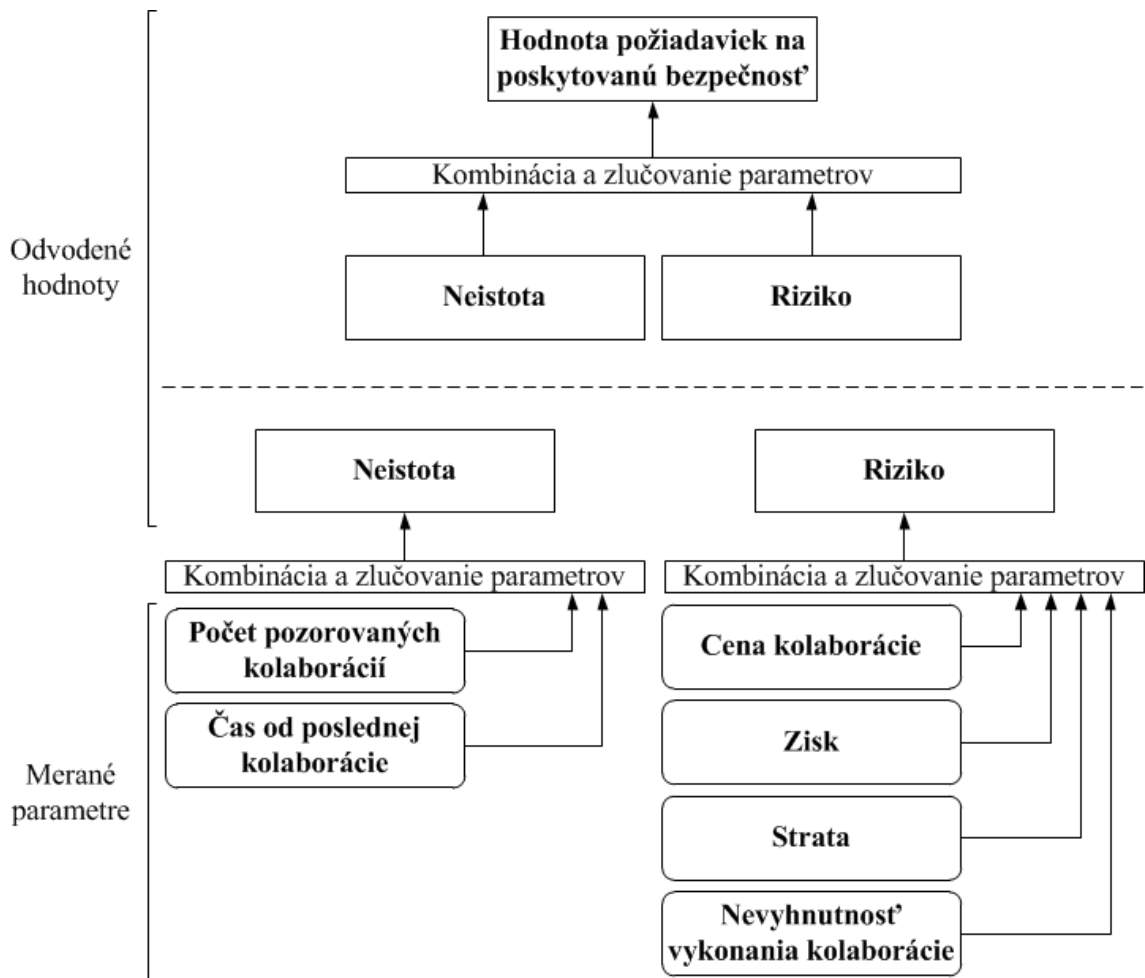 Hodnota požiadaviek na
poskytovanú bezpečnosť
Kombinácia a zlučovanie parametrov
Odvodené
hodnoty
Neistota
Riziko
Neistota
Riziko
Kombinácia a zlučovanie parametrov
Kombinácia a zlučovanie parametrov
Merané
parametre
Počet pozorovaných
kolaborácií
Čas od poslednej
kolaborácie
Cena kolaborácie
Zisk
Strata
Nevyhnutnosť
vykonania kolaborácie